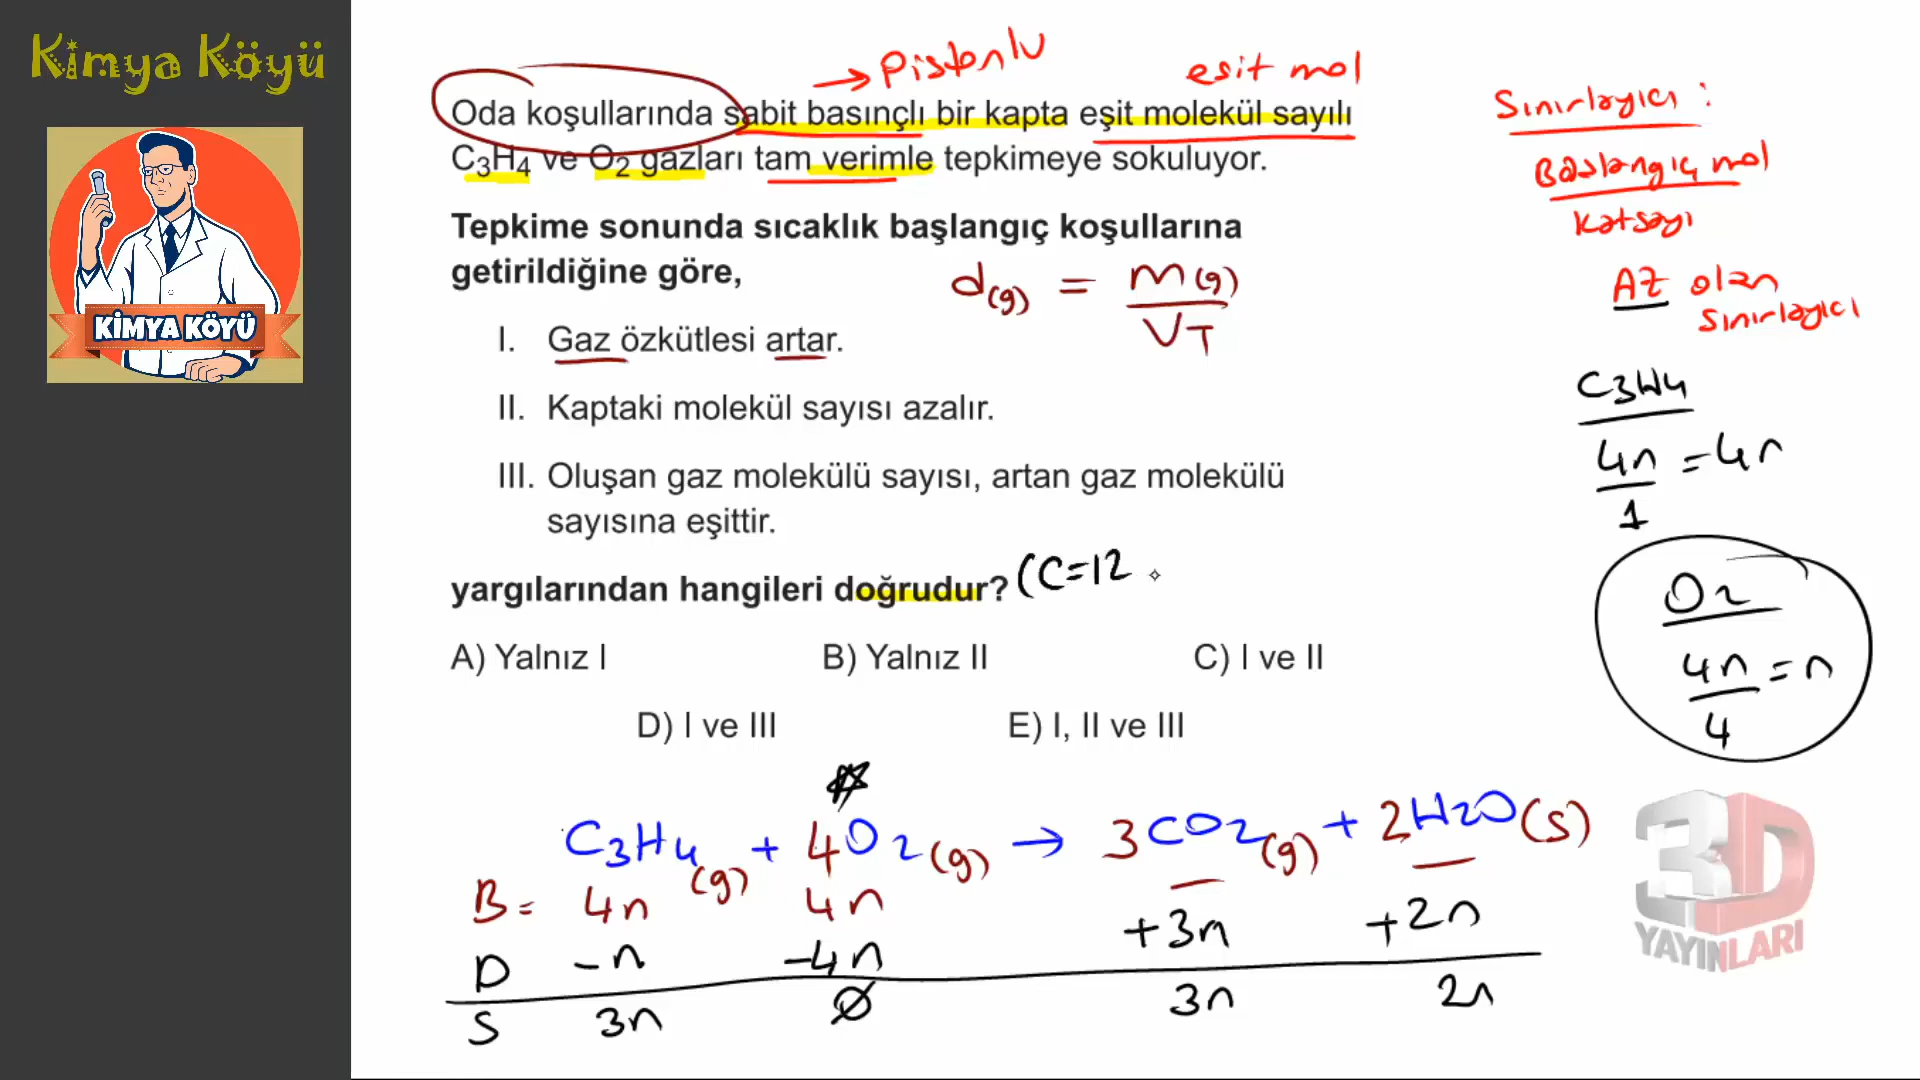 Kimya Köyü
KİMYA KÖYÜ
→ Pistonlu
eşit mol
Oda koşullarında sabit basınçlı bir kapta eşit molekül sayılı
C₃H₄ ve O₂ gazları tam verimle tepkimeye sokuluyor.
Tepkime sonunda sıcaklık başlangıç koşullarına
getirildiğine göre,
d(g) = m(g) / VT
I. Gaz özkütlesi artar.
II. Kaptaki molekül sayısı azalır.
III. Oluşan gaz molekülü sayısı, artan gaz molekülü
sayısına eşittir.
yargılarından hangileri doğrudur? (C=12
A) Yalnız I B) Yalnız II C) I ve II
D) I ve III E) I, II ve III
Sınırlayıcı :
Başlangıç mol
Katsayı
AZ olan
Sınırlayıcı
C₃H₄
4n = 4n
1
O₂
4n = n
4
C₃H₄(g) + 4O₂(g) → 3CO₂(g) + 2H₂O(s)
B = 4n 4n
D -n -4n +3n +2n
S 3n Ø 3n 2n
3D
YAYINLARI